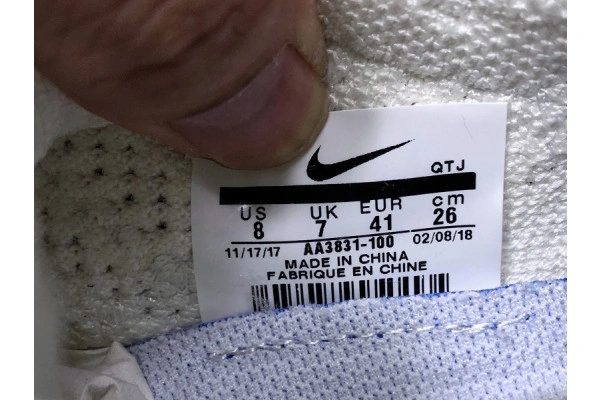 QTJ
US UK EUR cm
8 7 41 26
11/17/17 AA3831-100 02/08/18
MADE IN CHINA
FABRIQUE EN CHINE